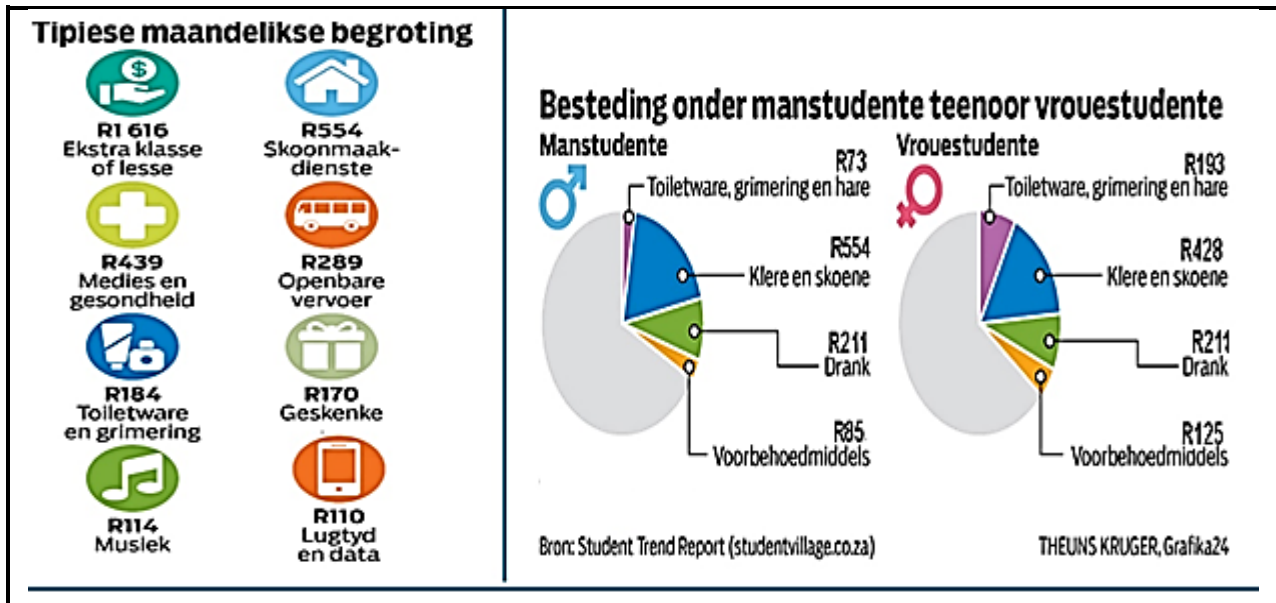 Tipiese maandelikse begroting
$
R1 616
Ekstra klasse
of lesse
R554
Skoonmaak-
dienste
R439
Medies en
gesondheid
R289
Openbare
vervoer
R184
Toiletware
en grimering
R170
Geskenke
R114
Musiek
R110
Lugtyd
en data
Besteding onder manstudente teenoor vrouestudente
Manstudente
R73
Toiletware, grimering en hare
R554
Klere en skoene
R211
Drank
R85
Voorbehoedmiddels
Vrouestudente
R193
Toiletware, grimering en hare
R428
Klere en skoene
R211
Drank
R125
Voorbehoedmiddels
Bron: Student Trend Report (studentvillage.co.za)
THEUNS KRUGER, Grafika24